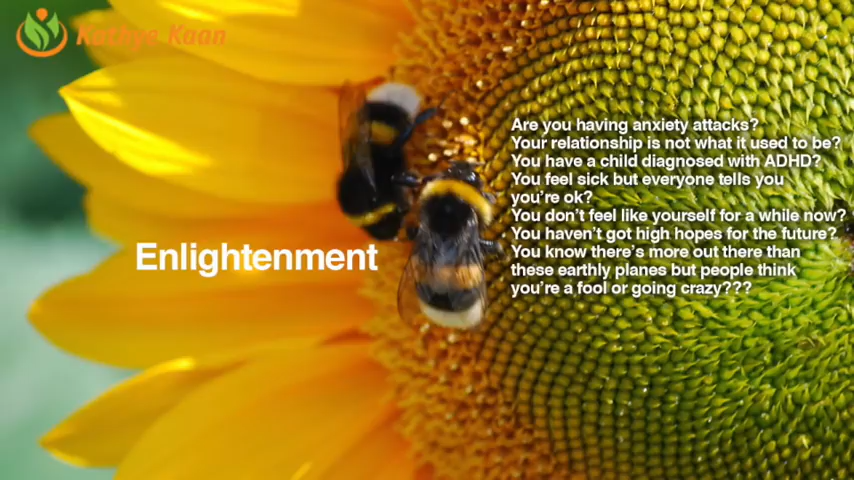 Kathye Kaan
Are you having anxiety attacks?
Your relationship is not what it used to be?
You have a child diagnosed with ADHD?
You feel sick but everyone tells you
you're ok?
You don't feel like yourself for a while now?
You haven't got high hopes for the future?
You know there's more out there than
these earthly planes but people think
you're a fool or going crazy???
Enlightenment